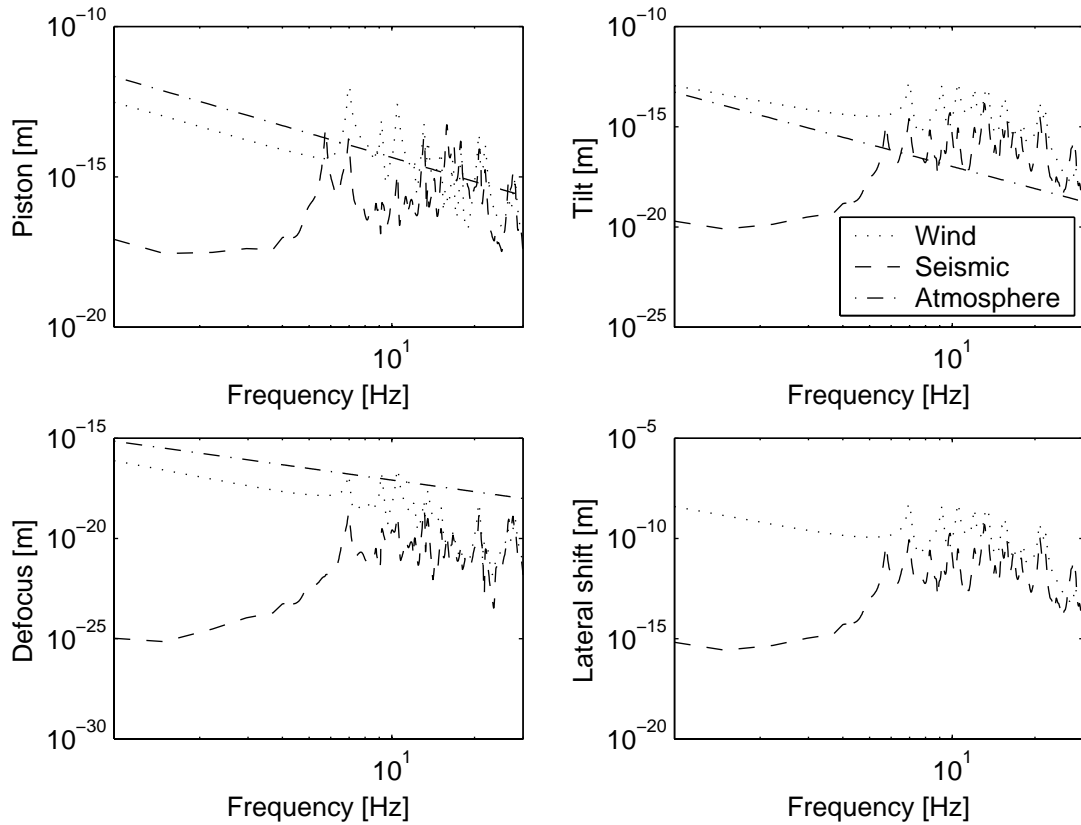 10^−10
10^−15
10^−20
Piston [m]
10^1
Frequency [Hz]
10^−10
10^−15
10^−20
10^−25
Tilt [m]
Wind
Seismic
Atmosphere
10^1
Frequency [Hz]
10^−15
10^−20
10^−25
10^−30
Defocus [m]
10^1
Frequency [Hz]
10^−5
10^−10
10^−15
10^−20
Lateral shift [m]
10^1
Frequency [Hz]